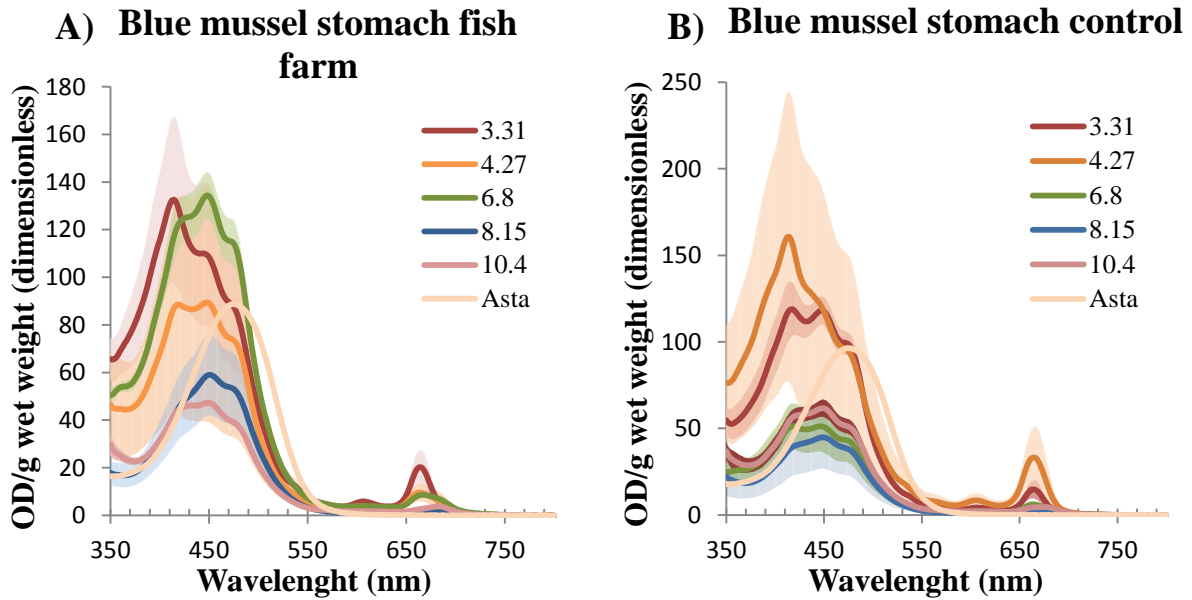 A) Blue mussel stomach fish
farm
OD/g wet weight (dimensionless)
180
160
140
120
100
80
60
40
20
0
350 450 550 650 750
Wavelenght (nm)
3.31
4.27
6.8
8.15
10.4
Asta
B) Blue mussel stomach control
OD/g wet weight (dimensionless)
250
200
150
100
50
0
350 450 550 650 750
Wavelenght (nm)
3.31
4.27
6.8
8.15
10.4
Asta